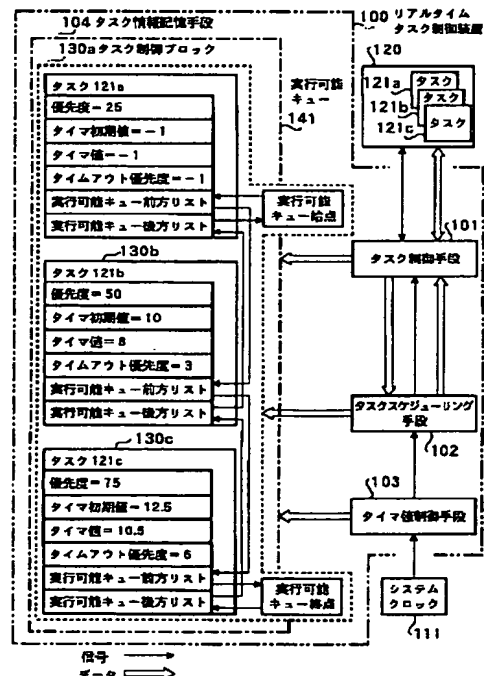 104 タスク情報記憶手段
100 リアルタイム
タスク制御装置
130a タスク制御ブロック
実行可能
キュー
141
120
121a タスク
121b タスク
121c タスク
タスク 121a
優先度=25
タイマ初期値=-1
タイマ値=-1
タイムアウト優先度=-1
実行可能キュー前方リスト
実行可能キュー後方リスト
実行可能
キュー始点
101
タスク制御手段
130b
タスク 121b
優先度=50
タイマ初期値=10
タイマ値=8
タイムアウト優先度=3
実行可能キュー前方リスト
実行可能キュー後方リスト
タスクスケジューリング
手段
102
130c
タスク 121c
優先度=75
タイマ初期値=12.5
タイマ値=10.5
タイムアウト優先度=6
実行可能キュー前方リスト
実行可能キュー後方リスト
103
タイマ値制御手段
実行可能
キュー終点
システム
クロック
111
信号
データ